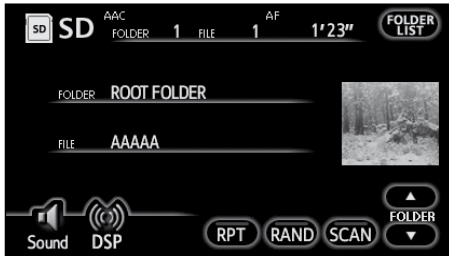 SD SD AAC AF FOLDER LIST
FOLDER 1 FILE 1 1'23"
FOLDER ROOT FOLDER
FILE AAAAA
FOLDER
Sound DSP RPT RAND SCAN